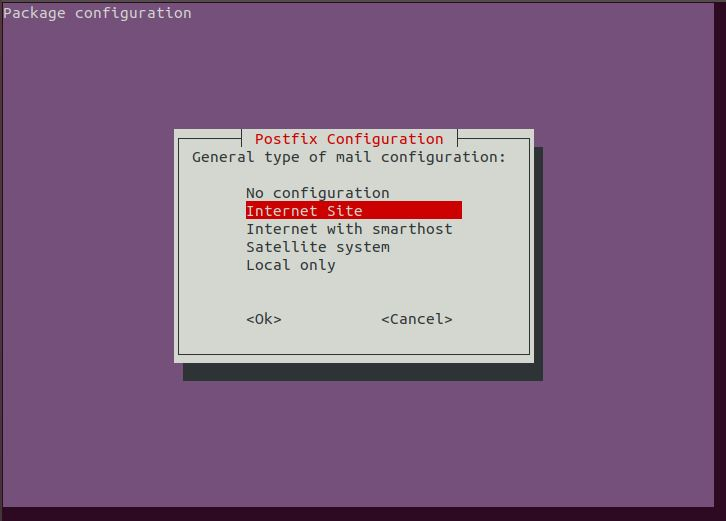 Package configuration
Postfix Configuration
General type of mail configuration:
No configuration
Internet Site
Internet with smarthost
Satellite system
Local only
<Ok> <Cancel>